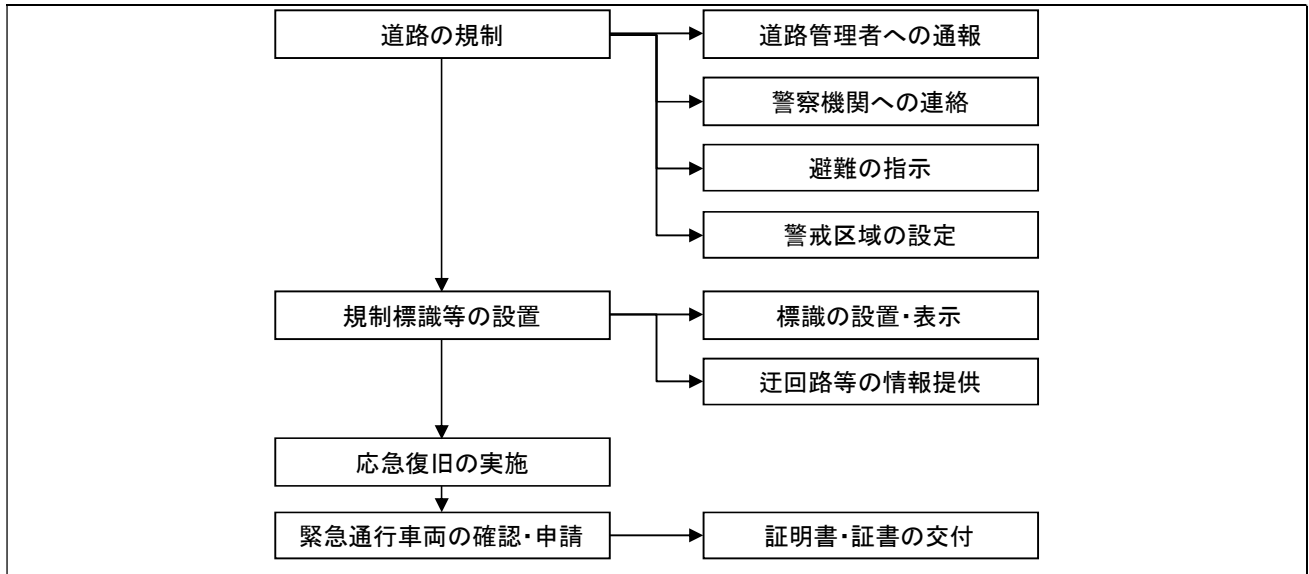 道路の規制
道路管理者への通報
警察機関への連絡
避難の指示
警戒区域の設定
規制標識等の設置
標識の設置・表示
迂回路等の情報提供
応急復旧の実施
緊急通行車両の確認・申請
証明書・証書の交付